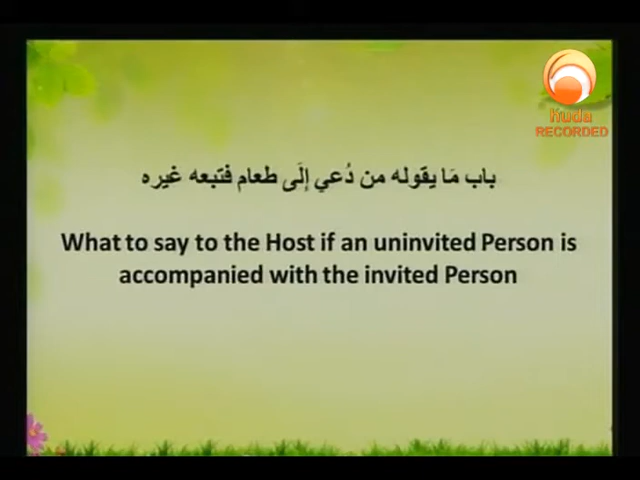 Huda
RECORDED
باب مَا يقوله من دُعي إلَى طعام فتبعه غيره
What to say to the Host if an uninvited Person is
accompanied with the invited Person